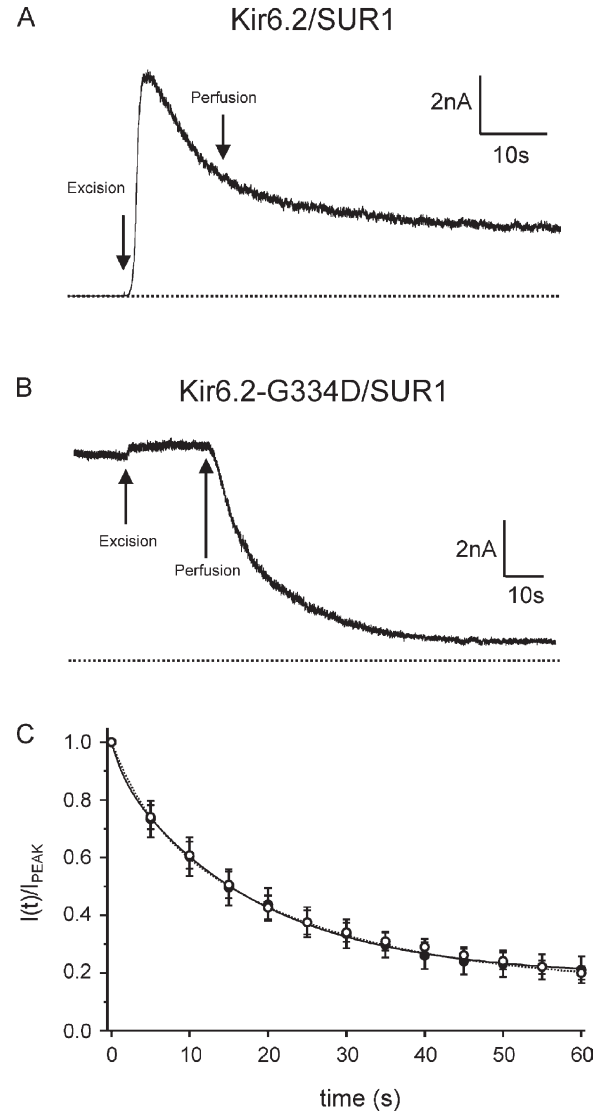 A
Kir6.2/SUR1
Perfusion
2nA
10s
Excision
B
Kir6.2-G334D/SUR1
Excision
Perfusion
2nA
10s
C
I(t)/I_PEAK
1.0
0.8
0.6
0.4
0.2
0.0
0 10 20 30 40 50 60
time (s)